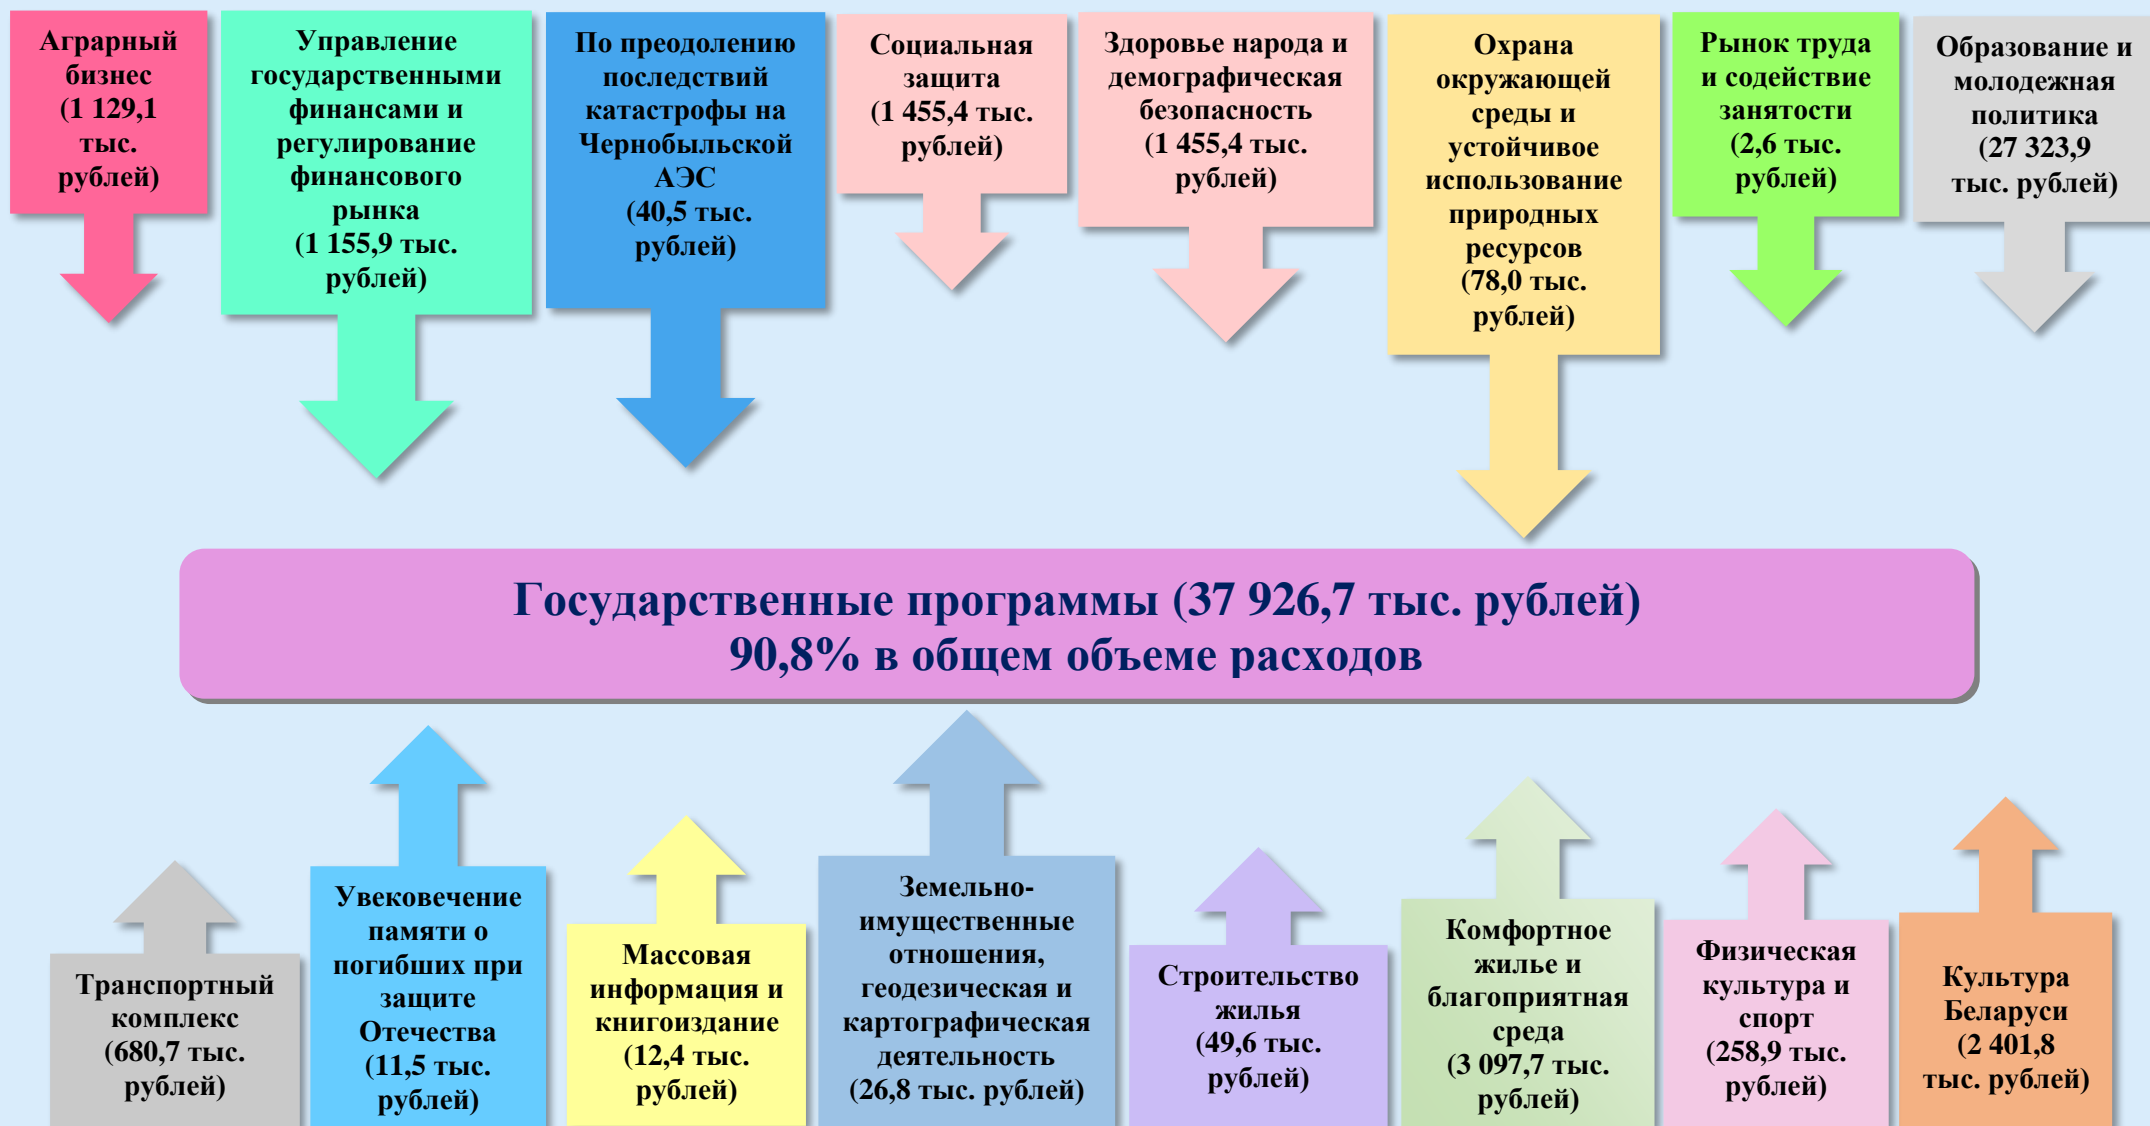 Аграрный
бизнес
(1 129,1
тыс.
рублей)
Управление
государственными
финансами и
регулирование
финансового
рынка
(1 155,9 тыс.
рублей)
По преодолению
последствий
катастрофы на
Чернобыльской
АЭС
(40,5 тыс.
рублей)
Социальная
защита
(1 455,4 тыс.
рублей)
Здоровье народа и
демографическая
безопасность
(1 455,4 тыс.
рублей)
Охрана
окружающей
среды и
устойчивое
использование
природных
ресурсов
(78,0 тыс.
рублей)
Рынок труда
и содействие
занятости
(2,6 тыс.
рублей)
Образование и
молодежная
политика
(27 323,9
тыс. рублей)
Государственные программы (37 926,7 тыс. рублей)
90,8% в общем объеме расходов
Транспортный
комплекс
(680,7 тыс.
рублей)
Увековечение
памяти о
погибших при
защите
Отечества
(11,5 тыс.
рублей)
Массовая
информация и
книгоиздание
(12,4 тыс.
рублей)
Земельно-
имущественные
отношения,
геодезическая и
картографическая
деятельность
(26,8 тыс. рублей)
Строительство
жилья
(49,6 тыс.
рублей)
Комфортное
жилье и
благоприятная
среда
(3 097,7 тыс.
рублей)
Физическая
культура и
спорт
(258,9 тыс.
рублей)
Культура
Беларуси
(2 401,8
тыс. рублей)